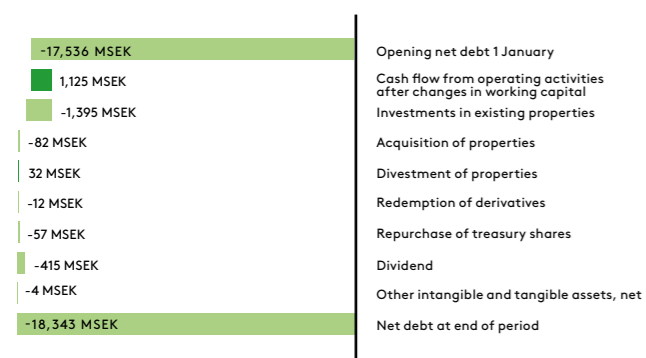 -17,536 MSEK Opening net debt 1 January
1,125 MSEK Cash flow from operating activities
after changes in working capital
-1,395 MSEK Investments in existing properties
-82 MSEK Acquisition of properties
32 MSEK Divestment of properties
-12 MSEK Redemption of derivatives
-57 MSEK Repurchase of treasury shares
-415 MSEK Dividend
-4 MSEK Other intangible and tangible assets, net
-18,343 MSEK Net debt at end of period